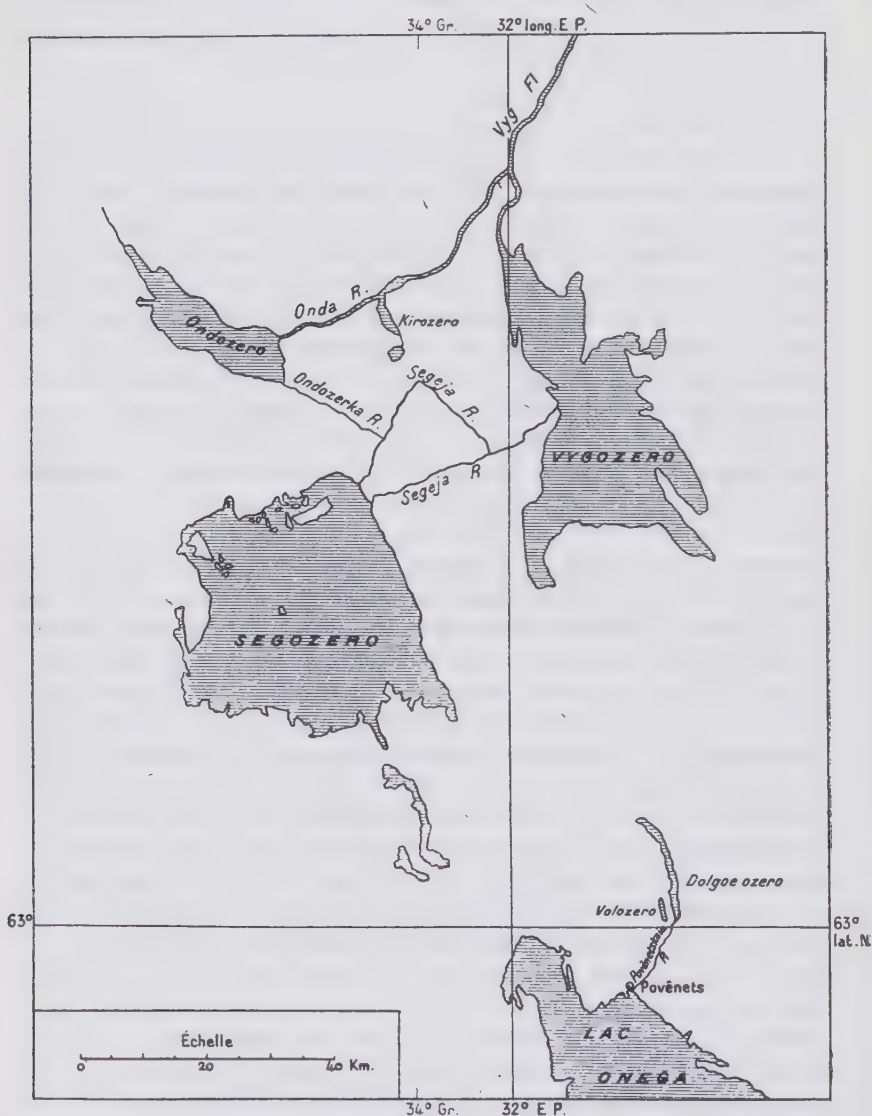 34° Gr.
32° long. E P.
Vyg Fl
Onda R.
Ondozero
Kirozero
Ondozerka R.
Segeja R.
Segeja R
VYGOZERO
SEGOZERO
Dolgoe ozero
Volozero
63°
63°
lat. N.
R
Povênets
LAC
ONEGA
Échelle
0 20 40 Km.
34° Gr.
32° E P.